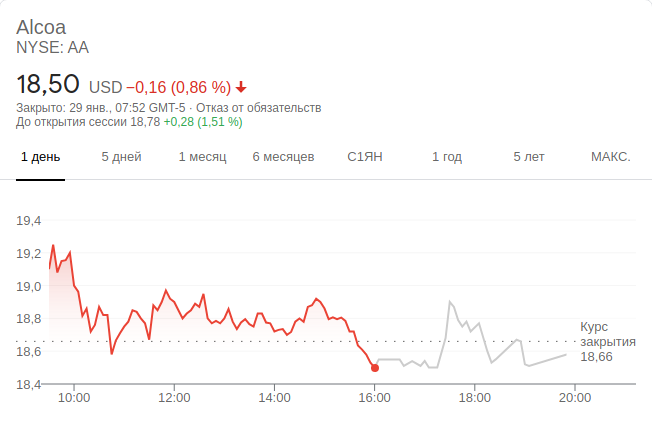 Alcoa
NYSE: AA
18,50 USD −0,16 (0,86 %)
Закрыто: 29 янв., 07:52 GMT-5 · Отказ от обязательств
До открытия сессии 18,78 +0,28 (1,51 %)
1 день 5 дней 1 месяц 6 месяцев С1ЯН 1 год 5 лет МАКС.
19,4
19,2
19,0
18,8
18,6
18,4
Курс
закрытия
18,66
10:00 12:00 14:00 16:00 18:00 20:00